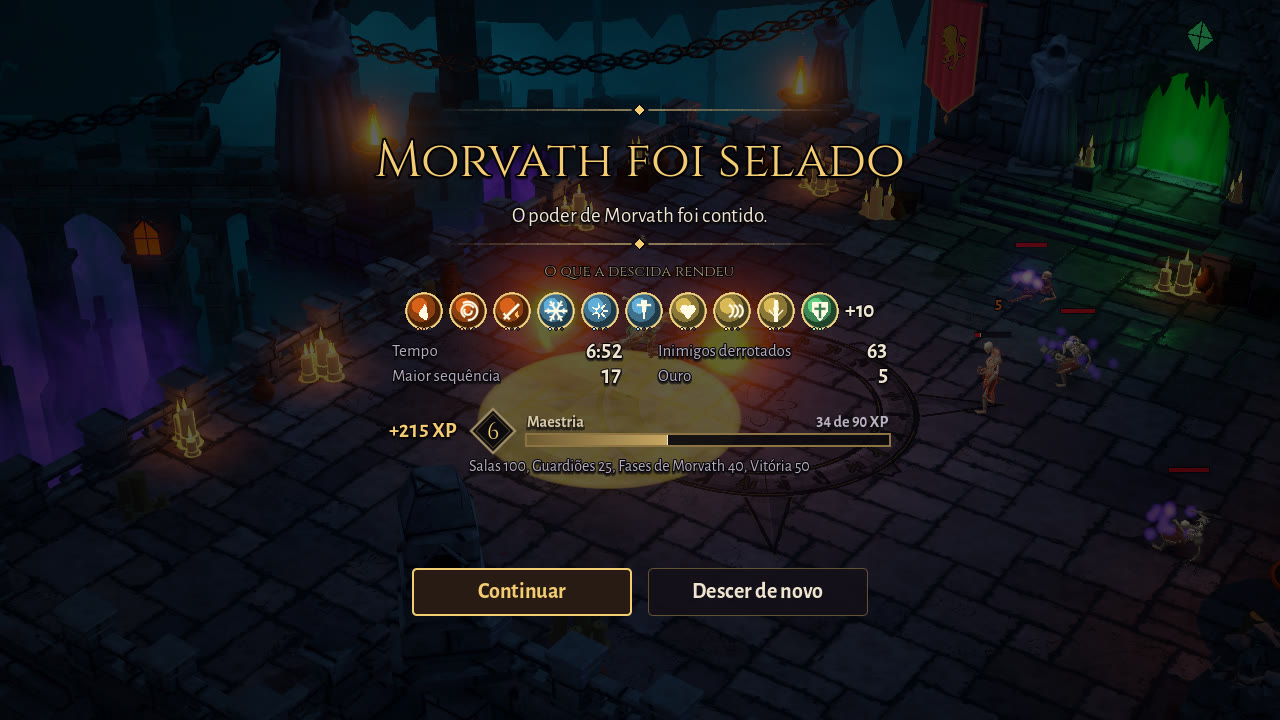 MORVATH FOI SELADO
O poder de Morvath foi contido.
O QUE A DESCIDA RENDEU
+10
Tempo 6:52 Inimigos derrotados 63
Maior sequência 17 Ouro 5
5
+215 XP 6 Maestria 34 de 90 XP
Salas 100, Guardiões 25, Fases de Morvath 40, Vitória 50
Continuar Descer de novo